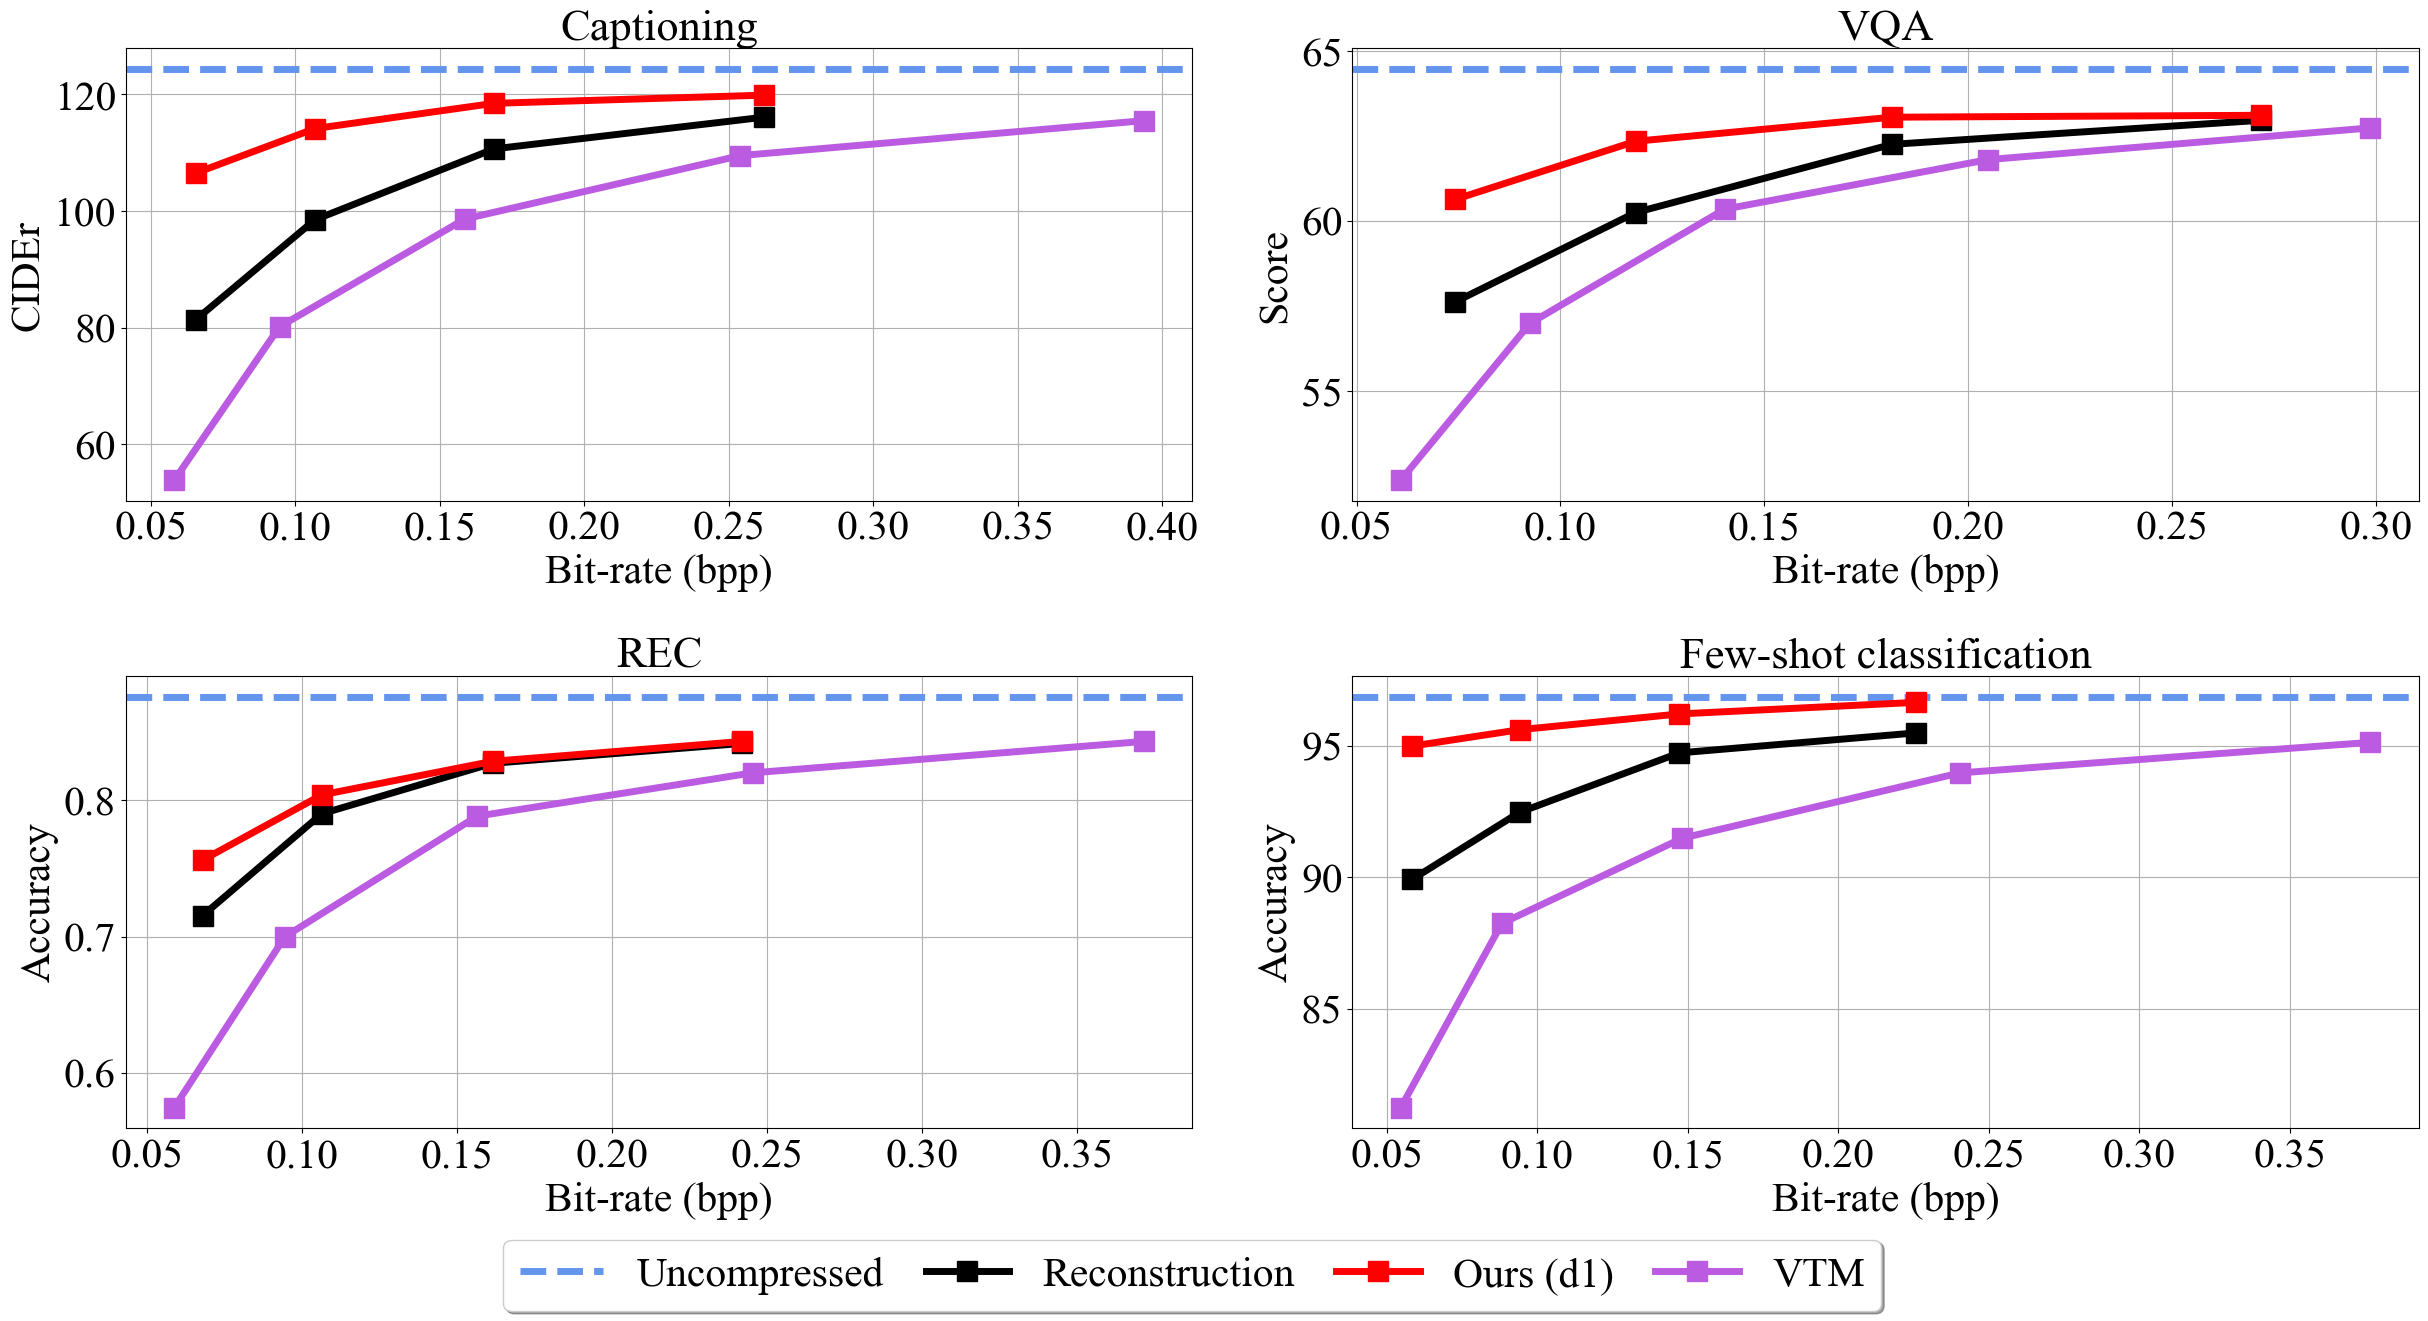 Captioning
120
100
80
60
CIDEr
0.05 0.10 0.15 0.20 0.25 0.30 0.35 0.40
Bit-rate (bpp)
VQA
65
60
55
Score
0.05 0.10 0.15 0.20 0.25 0.30
Bit-rate (bpp)
REC
0.8
0.7
0.6
Accuracy
0.05 0.10 0.15 0.20 0.25 0.30 0.35
Bit-rate (bpp)
Few-shot classification
95
90
85
Accuracy
0.05 0.10 0.15 0.20 0.25 0.30 0.35
Bit-rate (bpp)
Uncompressed Reconstruction Ours (d1) VTM